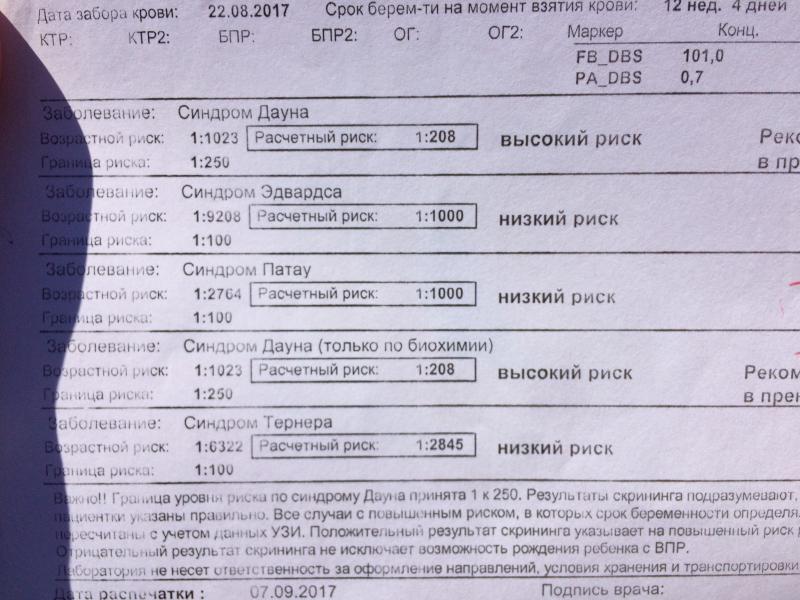 Дата забора крови: 22.08.2017 Срок берем-ти на момент взятия крови: 12 нед. 4 дней
КТР: КТР2: БПР: БПР2: ОГ: ОГ2: Маркер Конц.
FB_DBS 101,0
PA_DBS 0,7
Заболевание: Синдром Дауна
Возрастной риск: 1:1023 Расчетный риск: 1:208 высокий риск Реко
Граница риска: 1:250 в пр
Заболевание: Синдром Эдвардса
Возрастной риск: 1:9208 Расчетный риск: 1:1000 низкий риск
Граница риска: 1:100
Заболевание: Синдром Патау
Возрастной риск: 1:2764 Расчетный риск: 1:1000 низкий риск
Граница риска: 1:100
Заболевание: Синдром Дауна (только по биохимии)
Возрастной риск: 1:1023 Расчетный риск: 1:208 высокий риск Реком
Граница риска: 1:250 в прен
Заболевание: Синдром Тернера
Возрастной риск: 1:6322 Расчетный риск: 1:2845 низкий риск
Граница риска: 1:100
Важно!! Граница уровня риска по синдрому Дауна принята 1 к 250. Результаты скрининга подразумевают,
пациентки указаны правильно. Все случаи с повышенным риском, в которых срок беременности определя
пересчитаны с учетом данных УЗИ. Положительный результат скрининга указывает на повышенный риск
Отрицательный результат скрининга не исключает возможность рождения ребенка с ВПР.
Лаборатория не несет ответственность за оформление направлений, условия хранения и транспортировки
Дата распечатки : 07.09.2017 Подпись врача: